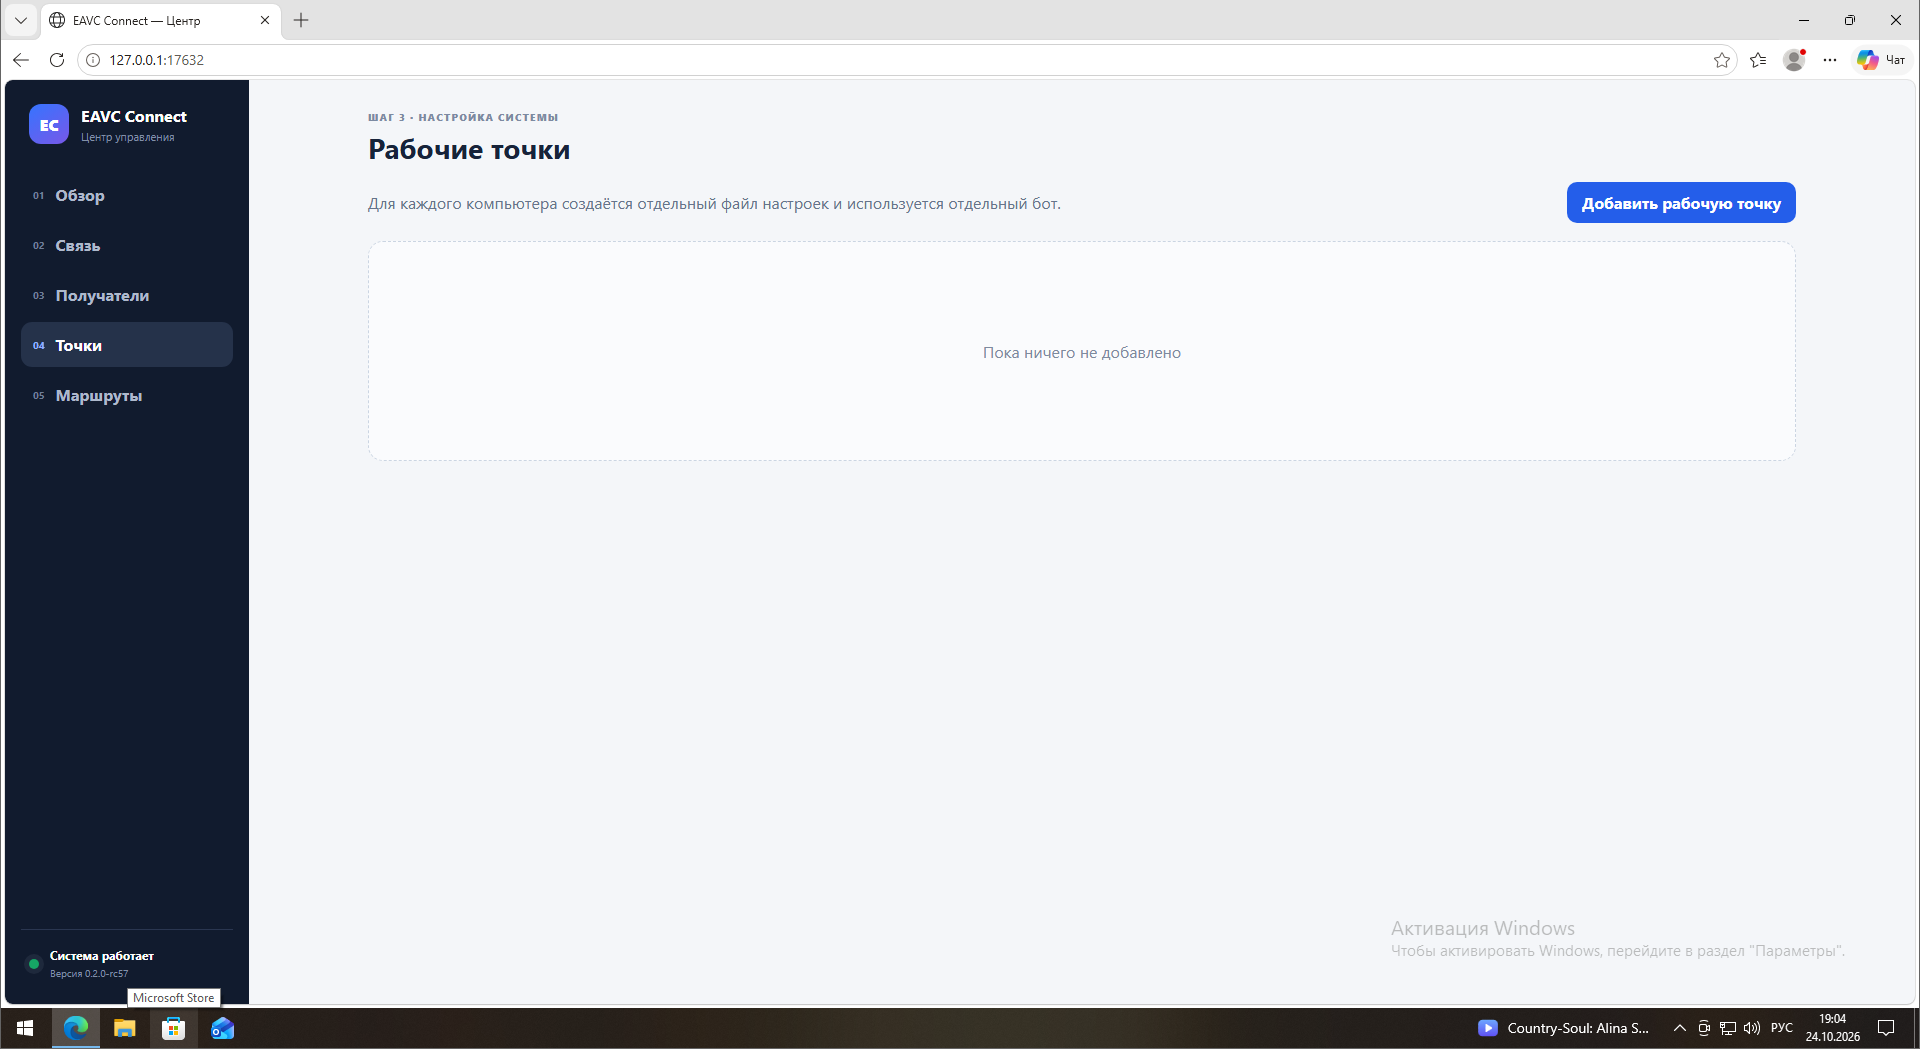 EAVC Connect — Центр
127.0.0.1:17632
Чат
EC
EAVC Connect
Центр управления
01 Обзор
02 Связь
03 Получатели
04 Точки
05 Маршруты
ШАГ 3 · НАСТРОЙКА СИСТЕМЫ
Рабочие точки
Для каждого компьютера создаётся отдельный файл настроек и используется отдельный бот.
Добавить рабочую точку
Пока ничего не добавлено
Активация Windows
Чтобы активировать Windows, перейдите в раздел "Параметры".
Система работает
Версия 0.2.0-rc57
Microsoft Store
Country-Soul: Alina S...
РУС
19:04
24.10.2026